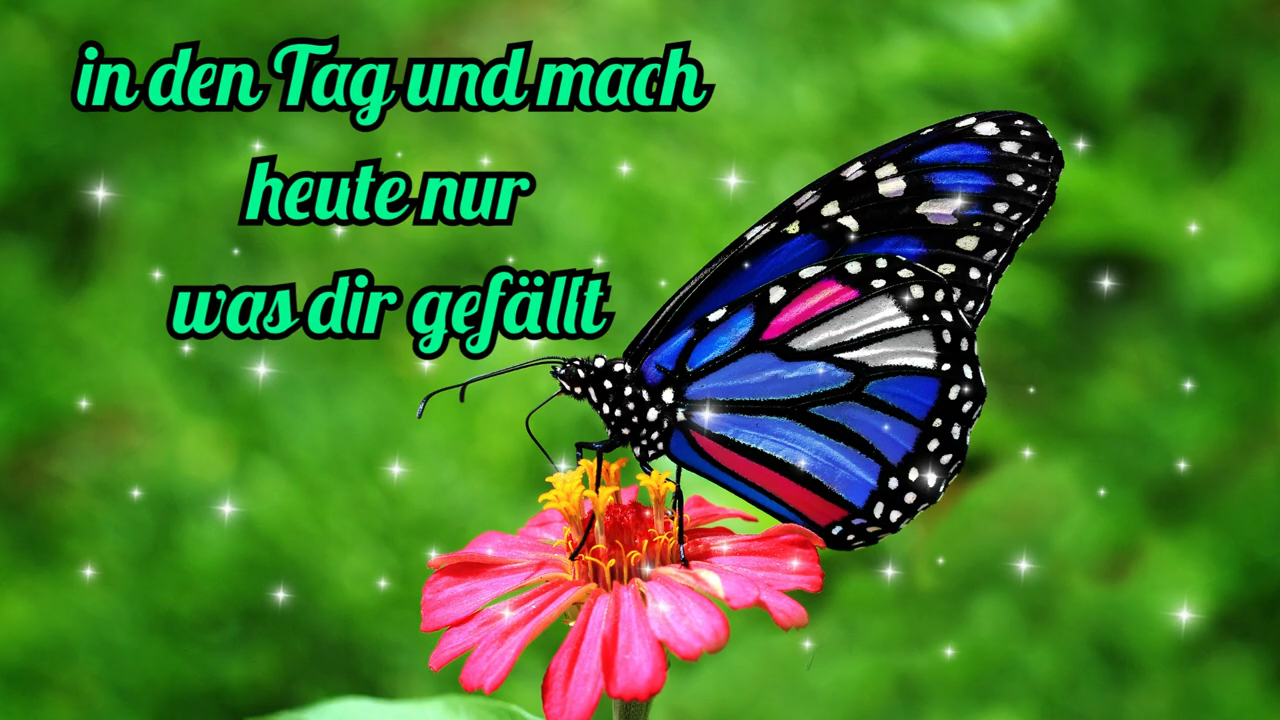 in den Tag und mach
heute nur
was dir gefällt